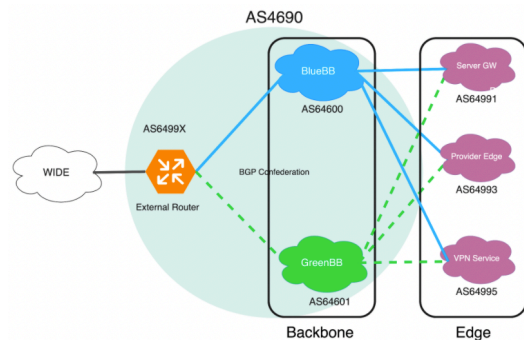 AS4690
BlueBB
AS64600
Server GW
AS64991
AS6499X
WIDE
External Router
BGP Confederation
Provider Edge
AS64993
GreenBB
AS64601
VPN Service
AS64995
Backbone
Edge